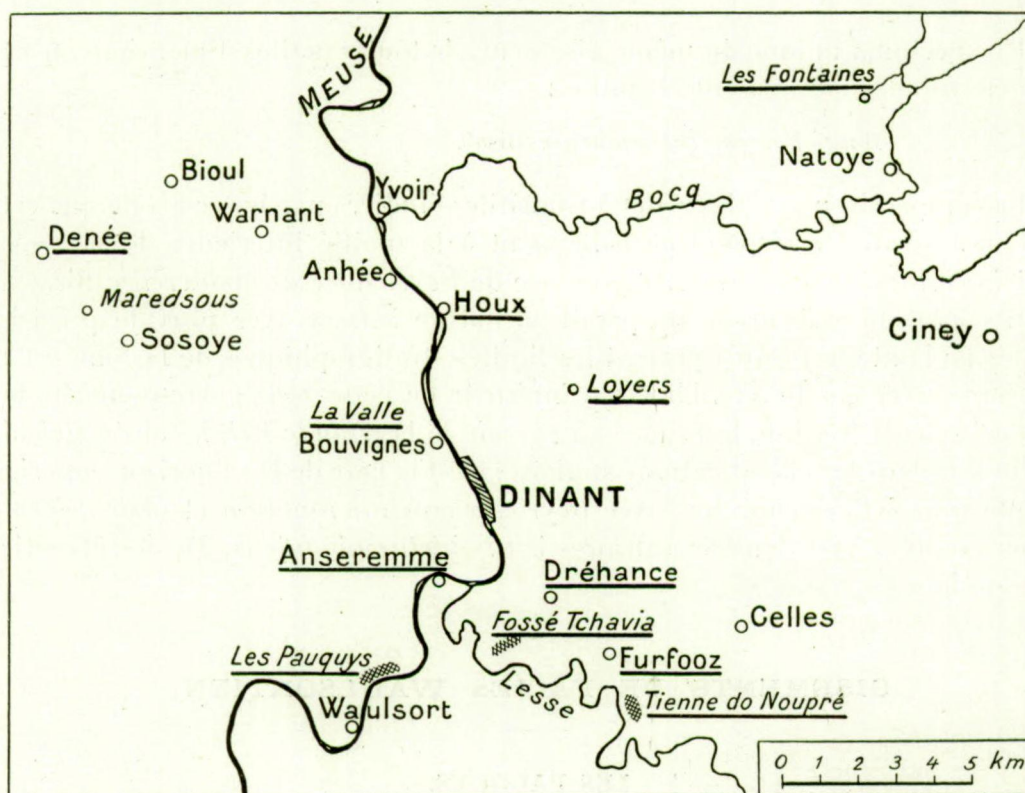 MEUSE
Les Fontaines
Natoye
Bioul
Yvoir
Bocq
Warnant
Denée
Anhée
Maredsous
Houx
Sosoye
Ciney
Loyers
La Valle
Bouvignes
DINANT
Anseremme
Dréhance
Fossé Tchavia
Celles
Les Pauquys
Furfooz
Lesse
Tienne do Noupré
Waulsort
0 1 2 3 4 5 km